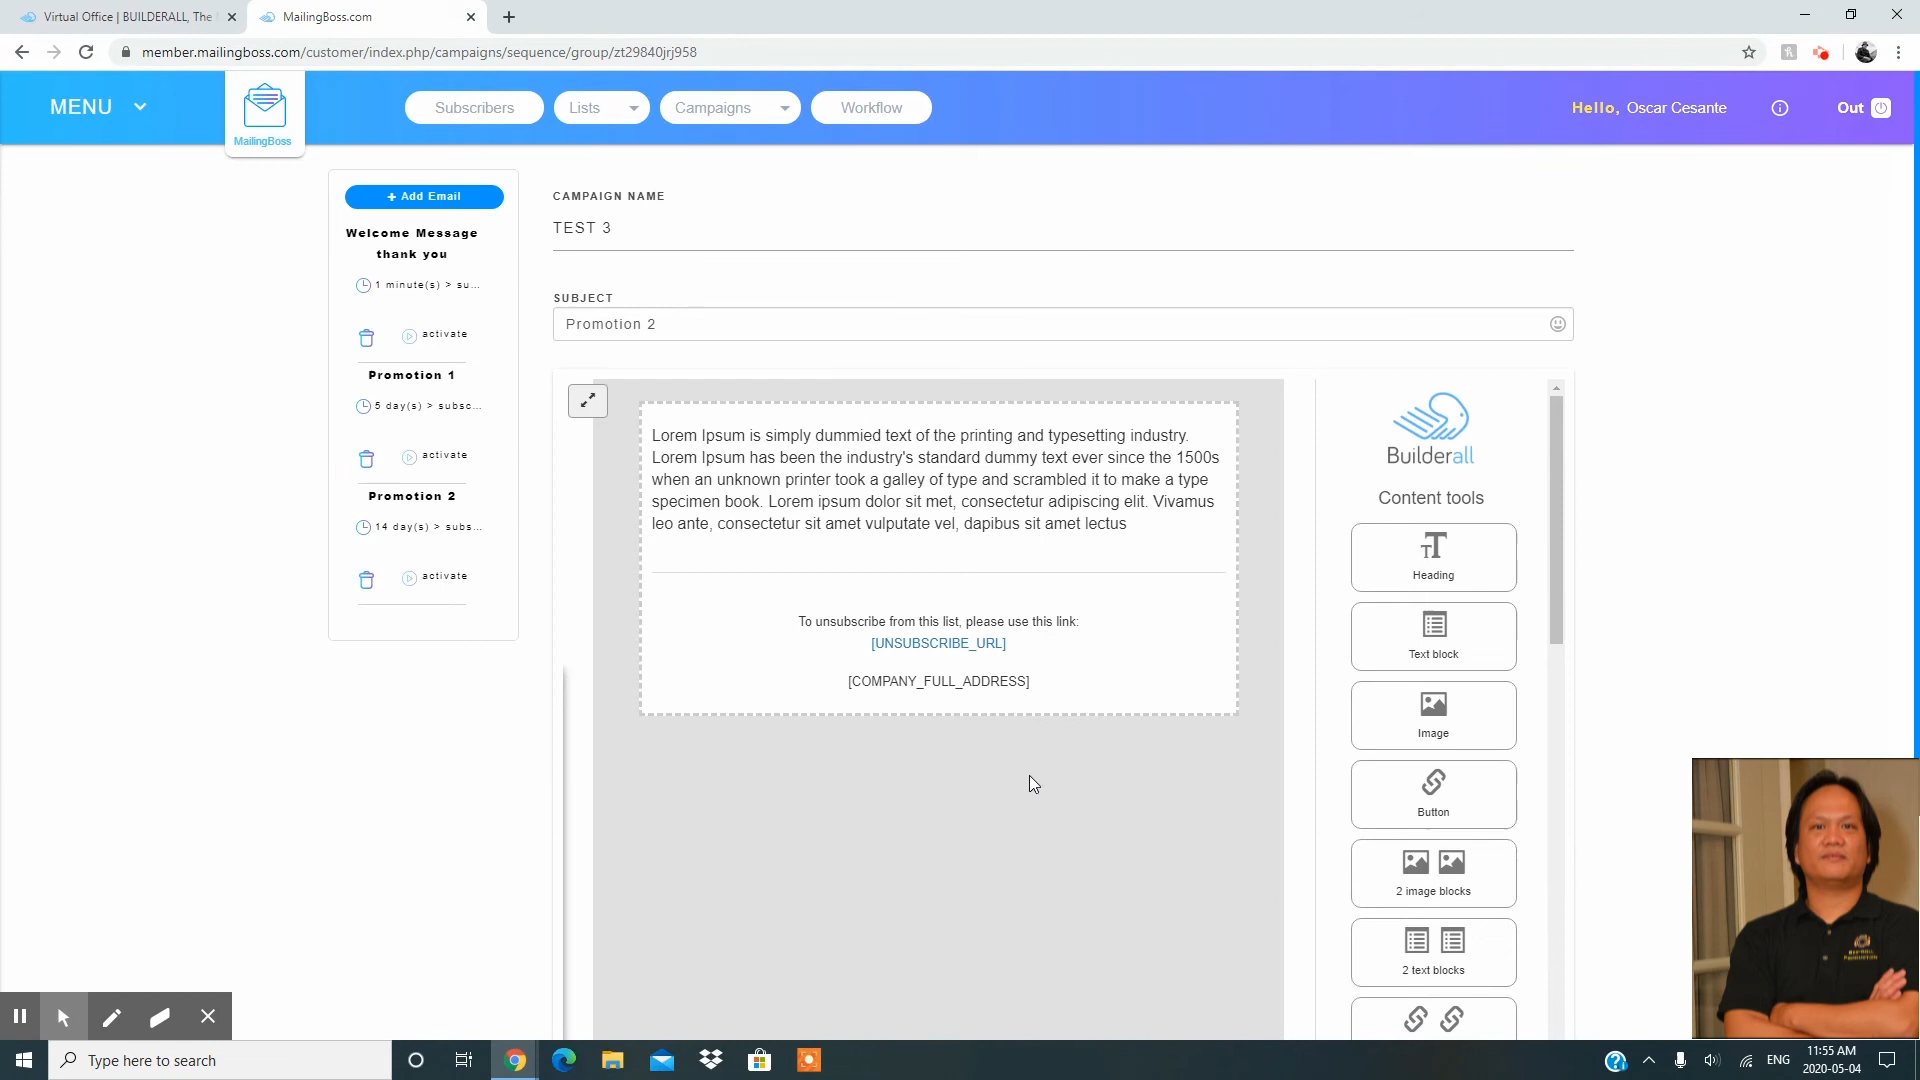 Virtual Office | BUILDERALL, The
MailingBoss.com
member.mailingboss.com/customer/index.php/campaigns/sequence/group/zt29840jrj958
MENU
MailingBoss
Subscribers
Lists
Campaigns
Workflow
Hello, Oscar Cesante
Out
+ Add Email
Welcome Message
thank you
1 minute(s) > su...
activate
Promotion 1
5 day(s) > subsc...
activate
Promotion 2
14 day(s) > subs...
activate
CAMPAIGN NAME
TEST 3
SUBJECT
Promotion 2
Lorem Ipsum is simply dummied text of the printing and typesetting industry.
Lorem Ipsum has been the industry's standard dummy text ever since the 1500s
when an unknown printer took a galley of type and scrambled it to make a type
specimen book. Lorem ipsum dolor sit met, consectetur adipiscing elit. Vivamus
leo ante, consectetur sit amet vulputate vel, dapibus sit amet lectus
To unsubscribe from this list, please use this link:
[UNSUBSCRIBE_URL]
[COMPANY_FULL_ADDRESS]
Builderall
Content tools
Heading
Text block
Image
Button
2 image blocks
2 text blocks
Type here to search
ENG
11:55 AM
2020-05-04